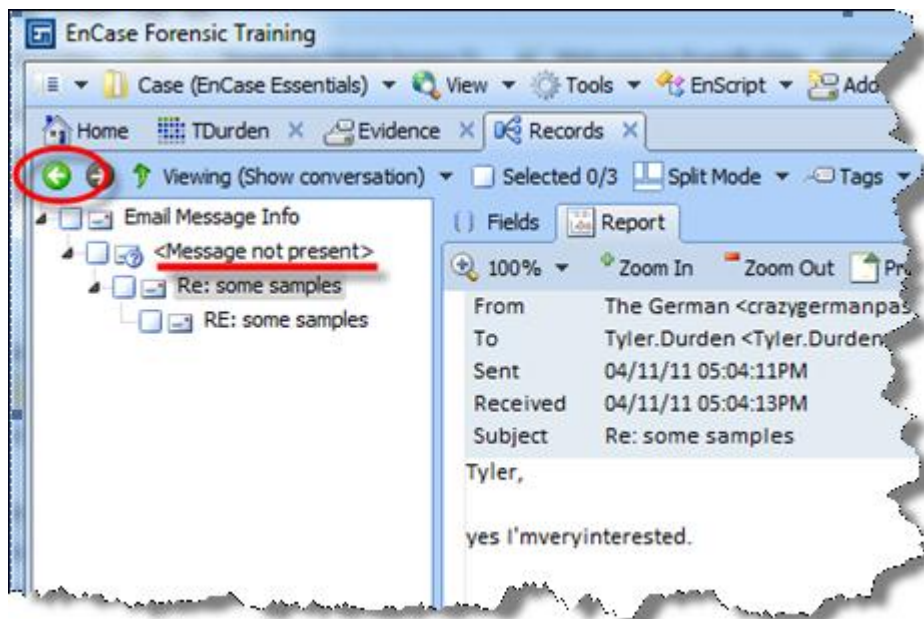 EnCase Forensic Training
Case (EnCase Essentials) View Tools EnScript Add
Home TDurden Evidence Records
Viewing (Show conversation) Selected 0/3 Split Mode Tags
Email Message Info
<Message not present>
Re: some samples
RE: some samples
Fields Report
100% Zoom In Zoom Out Pr
From The German <crazygermanpas
To Tyler.Durden <Tyler.Durden
Sent 04/11/11 05:04:11PM
Received 04/11/11 05:04:13PM
Subject Re: some samples
Tyler,
yes I'mveryinterested.